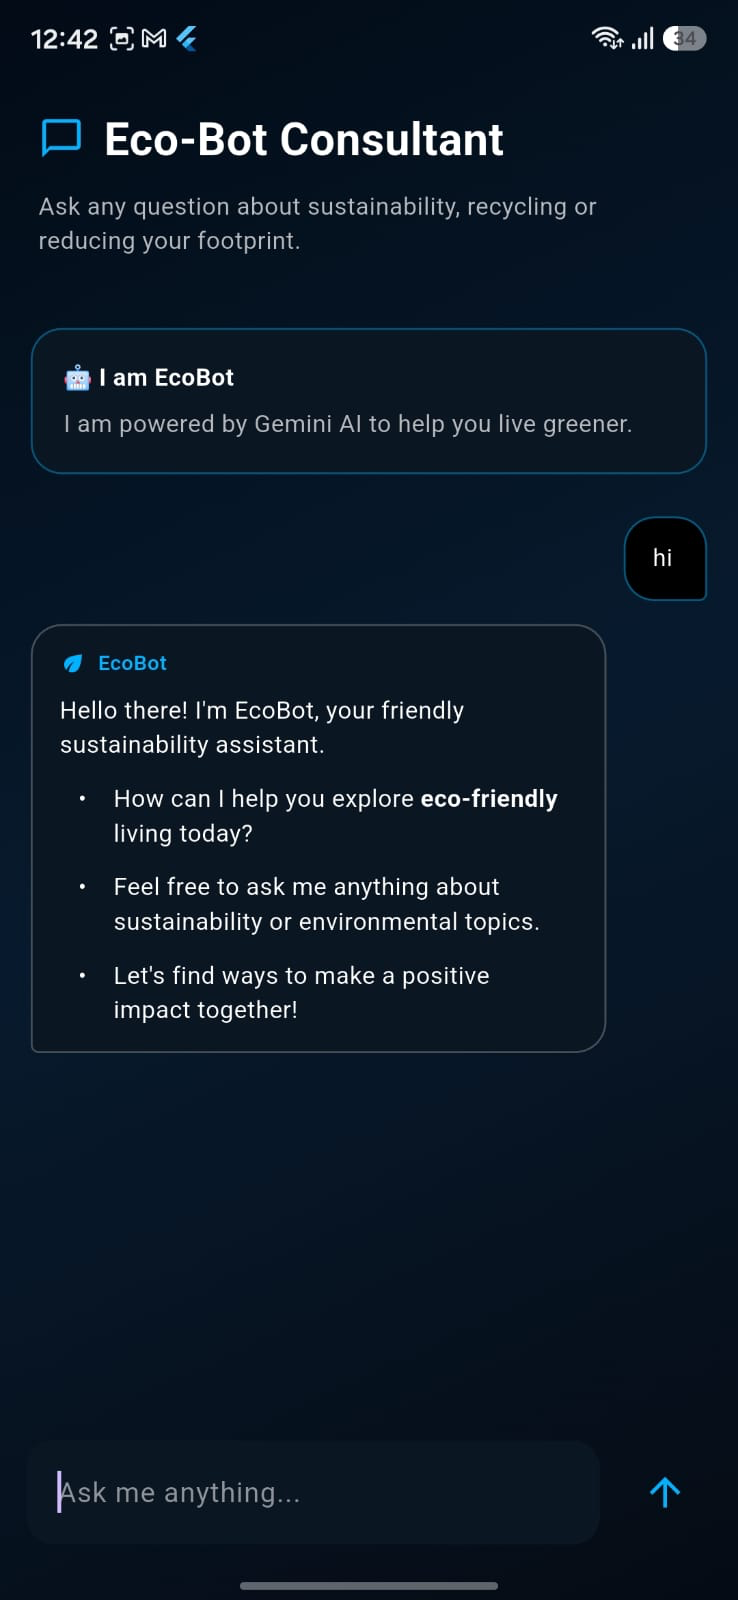 12:42
34
Eco-Bot Consultant
Ask any question about sustainability, recycling or
reducing your footprint.
🤖 I am EcoBot
I am powered by Gemini AI to help you live greener.
hi
EcoBot
Hello there! I'm EcoBot, your friendly
sustainability assistant.
• How can I help you explore eco-friendly
living today?
• Feel free to ask me anything about
sustainability or environmental topics.
• Let's find ways to make a positive
impact together!
Ask me anything...